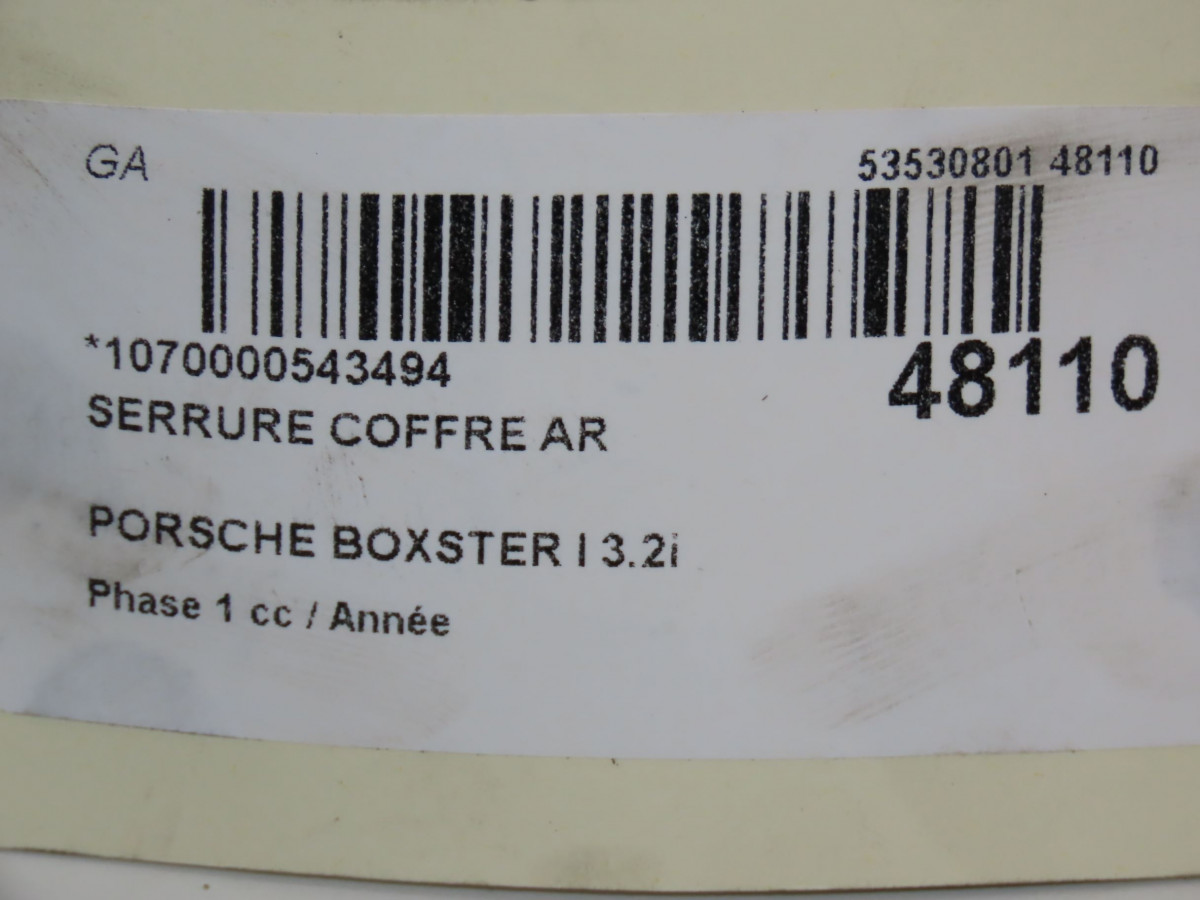 GA
53530801 48110
*1070000543494
48110
SERRURE COFFRE AR
PORSCHE BOXSTER I 3.2i
Phase 1 cc / Année